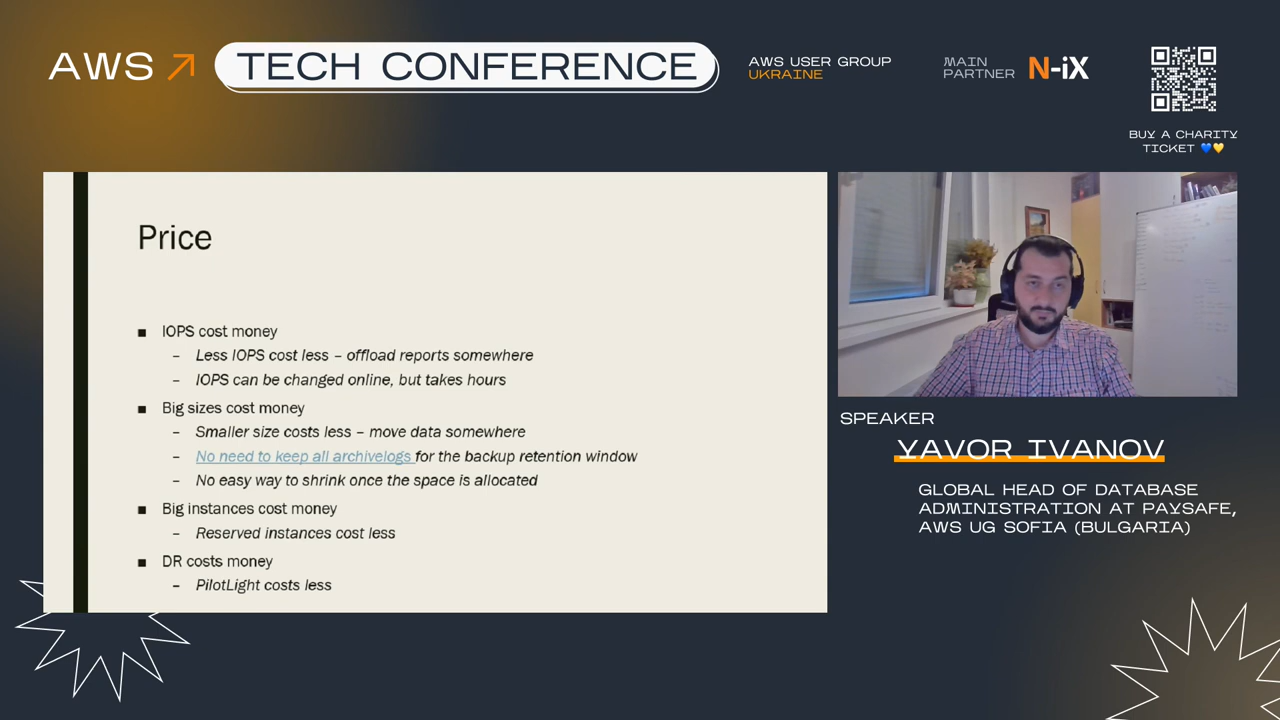 AWS TECH CONFERENCE
AWS USER GROUP
UKRAINE
MAIN
PARTNER
N-iX
BUY A CHARITY
TICKET 💙💛
Price
■ IOPS cost money
– Less IOPS cost less – offload reports somewhere
– IOPS can be changed online, but takes hours
■ Big sizes cost money
– Smaller size costs less – move data somewhere
– No need to keep all archivelogs for the backup retention window
– No easy way to shrink once the space is allocated
■ Big instances cost money
– Reserved instances cost less
■ DR costs money
– PilotLight costs less
SPEAKER
YAVOR IVANOV
GLOBAL HEAD OF DATABASE
ADMINISTRATION AT PAYSAFE,
AWS UG SOFIA (BULGARIA)